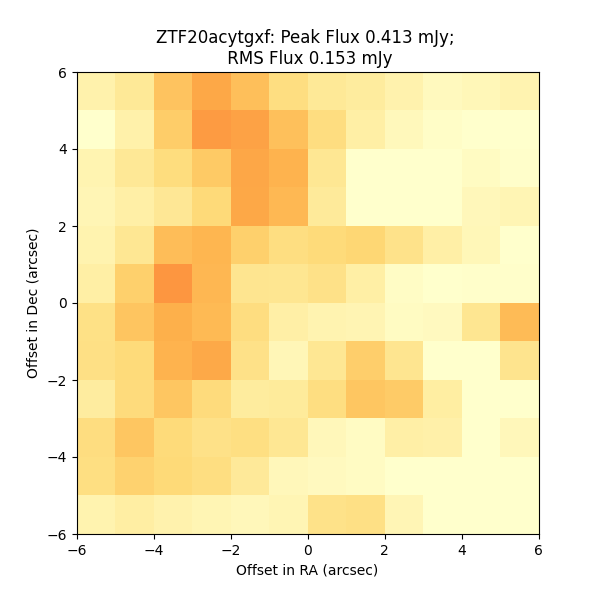 ZTF20acytgxf: Peak Flux 0.413 mJy;
RMS Flux 0.153 mJy
6
4
2
0
−2
−4
−6
Offset in Dec (arcsec)
−6 −4 −2 0 2 4 6
Offset in RA (arcsec)